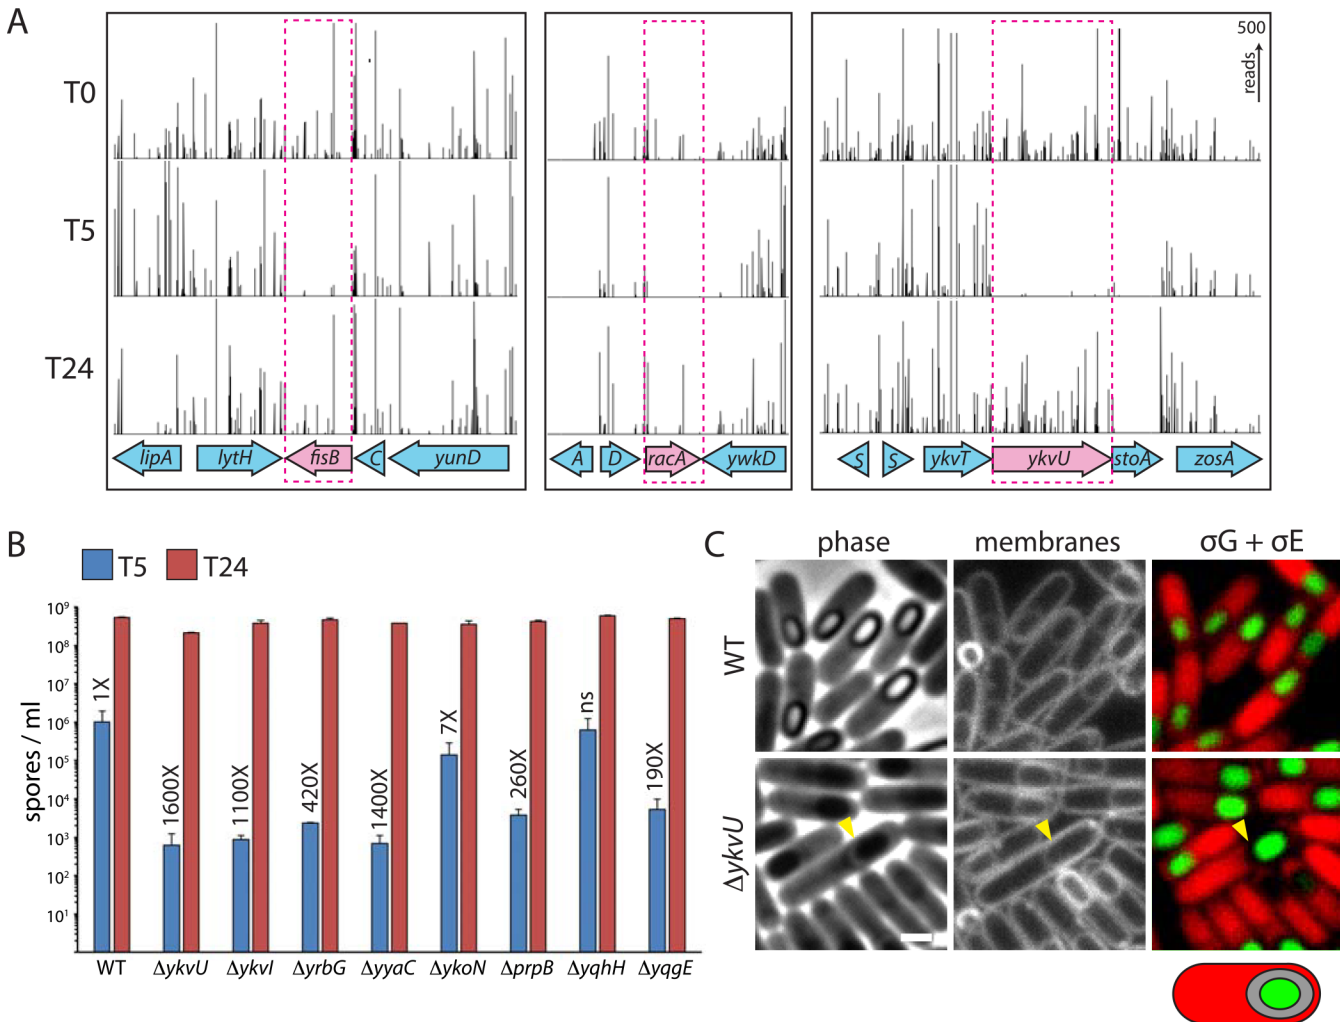 A
500
reads
T0
T5
T24
lipA lytH fisB C yunD
A D racA ywkD
S S ykvT ykvU stoA zosA
B
T5 T24
spores / ml
10⁹
10⁸
10⁷
10⁶
10⁵
10⁴
10³
10²
10¹
1X 1600X 1100X 420X 1400X 7X 260X ns 190X
WT ΔykvU ΔykvI ΔyrbG ΔyyaC ΔykoN ΔprpB ΔyqhH ΔyqgE
C
phase membranes σG + σE
WT
ΔykvU